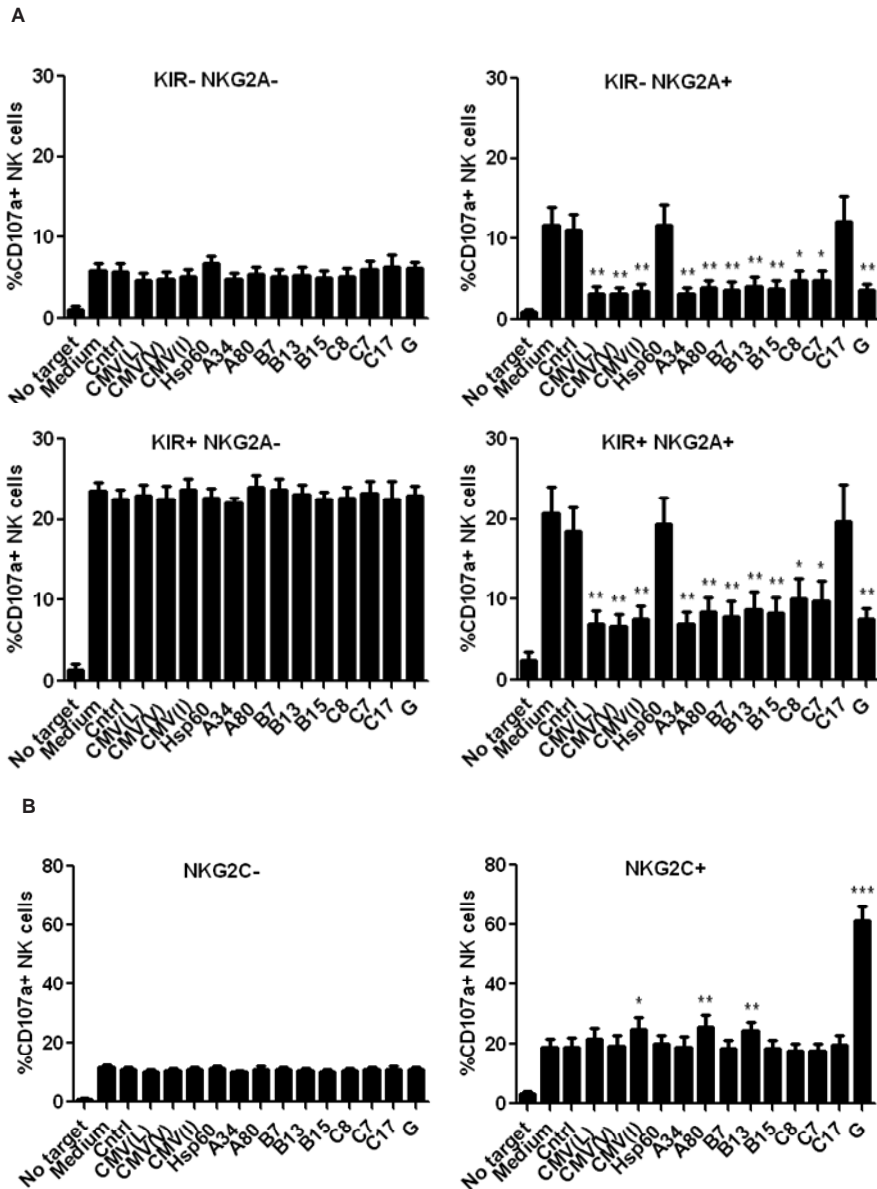 A
KIR- NKG2A-
%CD107a+ NK cells
30
20
10
0
No target
Medium
Cntrl
CMV(L)
CMV(V)
CMV(I)
Hsp60
A34
A80
B7
B13
B15
C8
C7
C17
G
KIR- NKG2A+
%CD107a+ NK cells
30
20
10
0
** ** ** ** ** ** ** ** * * **
No target
Medium
Cntrl
CMV(L)
CMV(V)
CMV(I)
Hsp60
A34
A80
B7
B13
B15
C8
C7
C17
G
KIR+ NKG2A-
%CD107a+ NK cells
30
20
10
0
No target
Medium
Cntrl
CMV(L)
CMV(V)
CMV(I)
Hsp60
A34
A80
B7
B13
B15
C8
C7
C17
G
KIR+ NKG2A+
%CD107a+ NK cells
30
20
10
0
** ** ** ** ** ** ** ** * * **
No target
Medium
Cntrl
CMV(L)
CMV(V)
CMV(I)
Hsp60
A34
A80
B7
B13
B15
C8
C7
C17
G
B
NKG2C-
%CD107a+ NK cells
80
60
40
20
0
No target
Medium
Cntrl
CMV(L)
CMV(V)
CMV(I)
Hsp60
A34
A80
B7
B13
B15
C8
C7
C17
G
NKG2C+
%CD107a+ NK cells
80
60
40
20
0
* ** ** ***
No target
Medium
Cntrl
CMV(L)
CMV(V)
CMV(I)
Hsp60
A34
A80
B7
B13
B15
C8
C7
C17
G